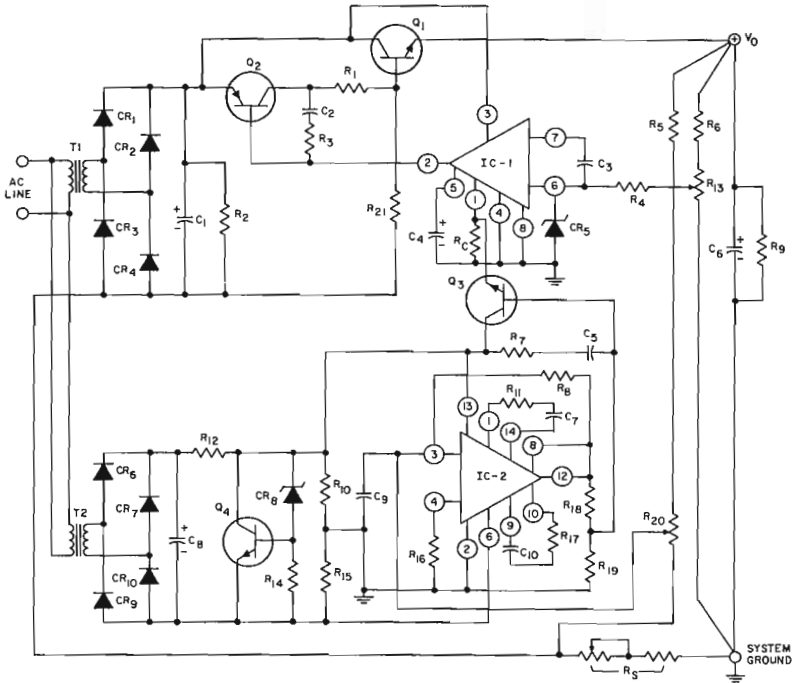 Q1
V0
Q2
R1
CR1
C2
3
R5
R6
CR2
R3
7
T1
2
IC-1
C3
AC
LINE
5
1
4
8
6
R4
R13
CR3
C1
R2
R21
C4
RC
CR5
C6
R9
CR4
Q3
R7
C5
R8
13
R11
1
14
C7
R12
CR6
3
8
CR8
R10
C9
IC-2
12
CR7
Q4
4
R18
R20
T2
C8
9
10
R17
R16
2
6
C10
CR10
R14
R15
R19
CR9
SYSTEM
GROUND
RS